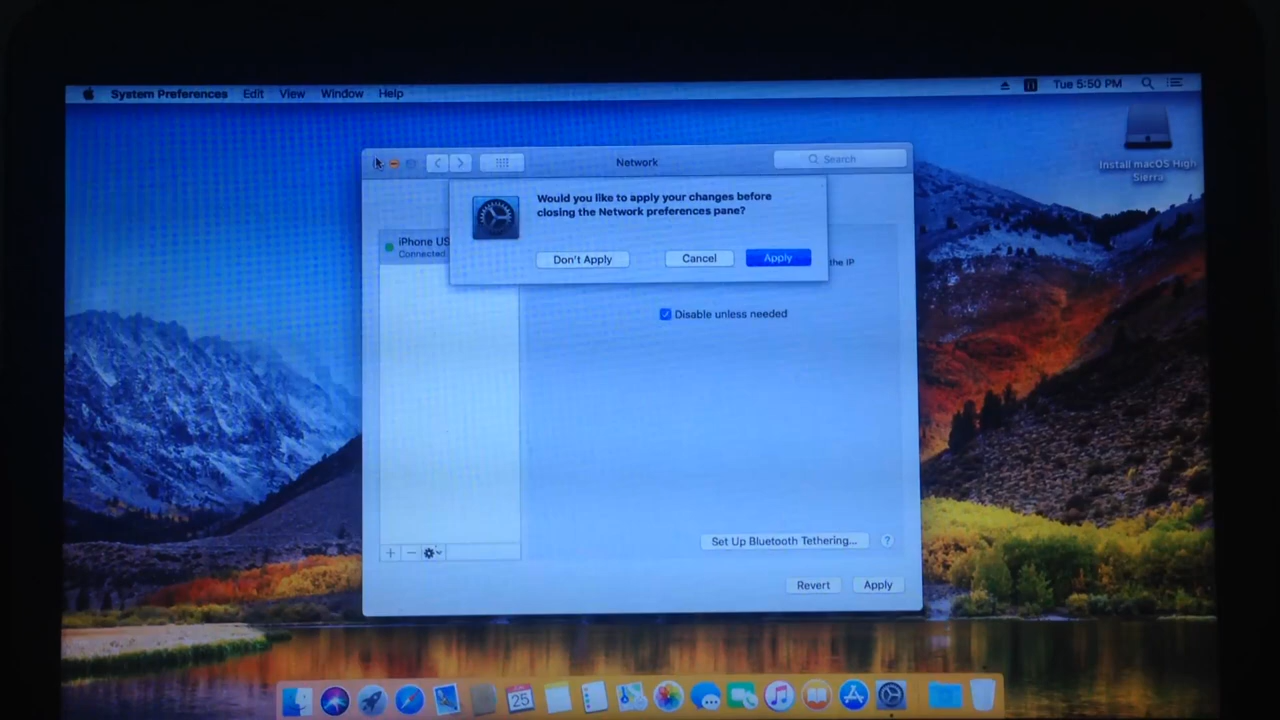 System Preferences Edit View Window Help
Tue 5:50 PM
Install macOS High
Sierra
Network
Search
Would you like to apply your changes before
closing the Network preferences pane?
Don't Apply Cancel Apply
iPhone US
Connected
the IP
Disable unless needed
Set Up Bluetooth Tethering... ?
Revert Apply
25